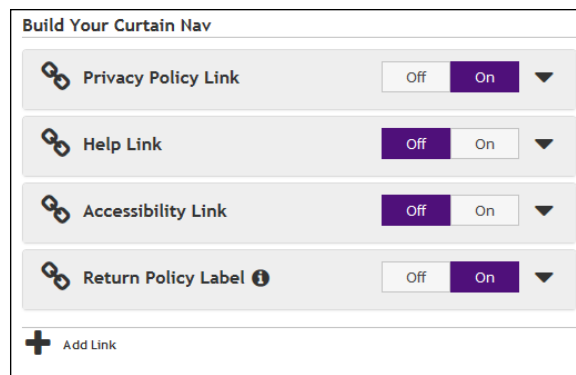 Build Your Curtain Nav
Privacy Policy Link Off On
Help Link Off On
Accessibility Link Off On
Return Policy Label Off On
Add Link